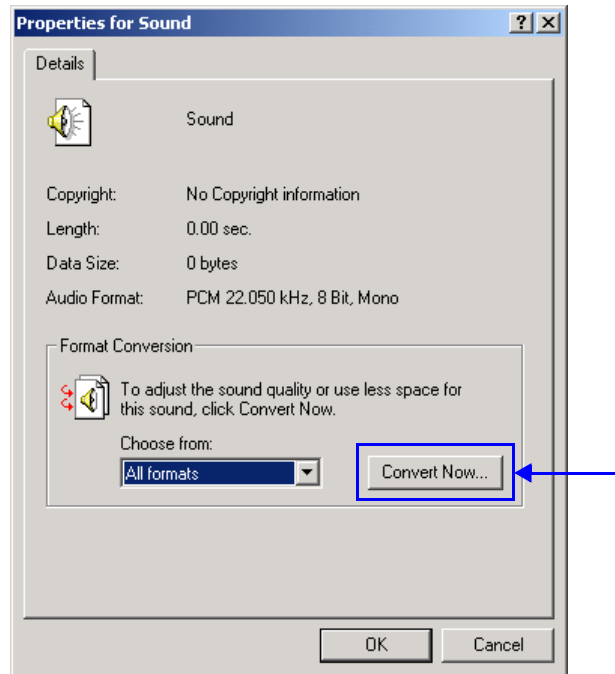 Properties for Sound
Details
Sound
Copyright: No Copyright information
Length: 0.00 sec.
Data Size: 0 bytes
Audio Format: PCM 22.050 kHz, 8 Bit, Mono
Format Conversion
To adjust the sound quality or use less space for
this sound, click Convert Now.
Choose from:
All formats Convert Now...
OK Cancel